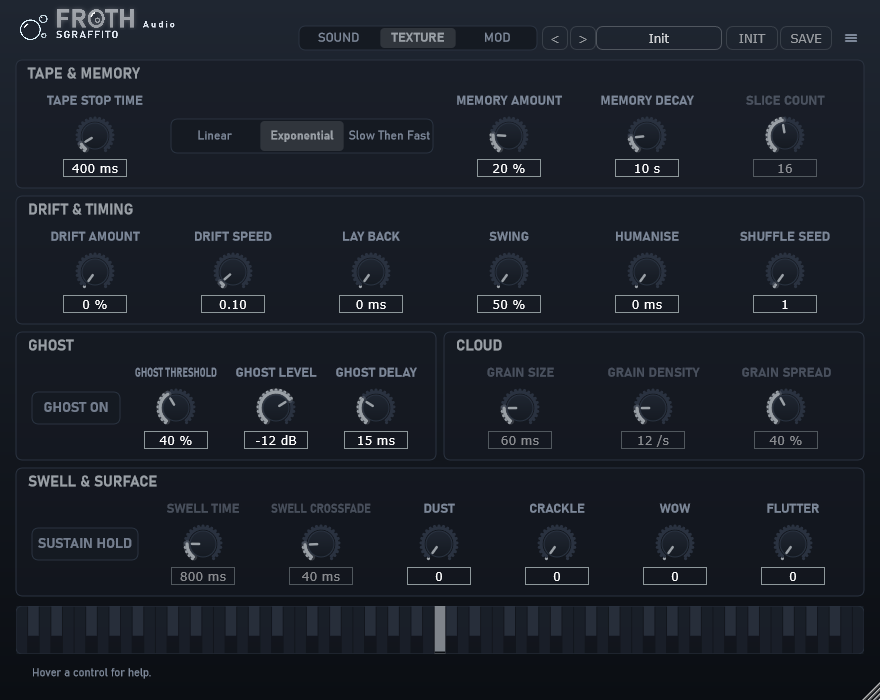 FROTH Audio
SGRAFFITO
SOUND TEXTURE MOD < > Init INIT SAVE
TAPE & MEMORY
TAPE STOP TIME MEMORY AMOUNT MEMORY DECAY SLICE COUNT
Linear Exponential Slow Then Fast
400 ms 20 % 10 s 16
DRIFT & TIMING
DRIFT AMOUNT DRIFT SPEED LAY BACK SWING HUMANISE SHUFFLE SEED
0 % 0.10 0 ms 50 % 0 ms 1
GHOST
GHOST THRESHOLD GHOST LEVEL GHOST DELAY
GHOST ON
40 % -12 dB 15 ms
CLOUD
GRAIN SIZE GRAIN DENSITY GRAIN SPREAD
60 ms 12 /s 40 %
SWELL & SURFACE
SWELL TIME SWELL CROSSFADE DUST CRACKLE WOW FLUTTER
SUSTAIN HOLD
800 ms 40 ms 0 0 0 0
Hover a control for help.